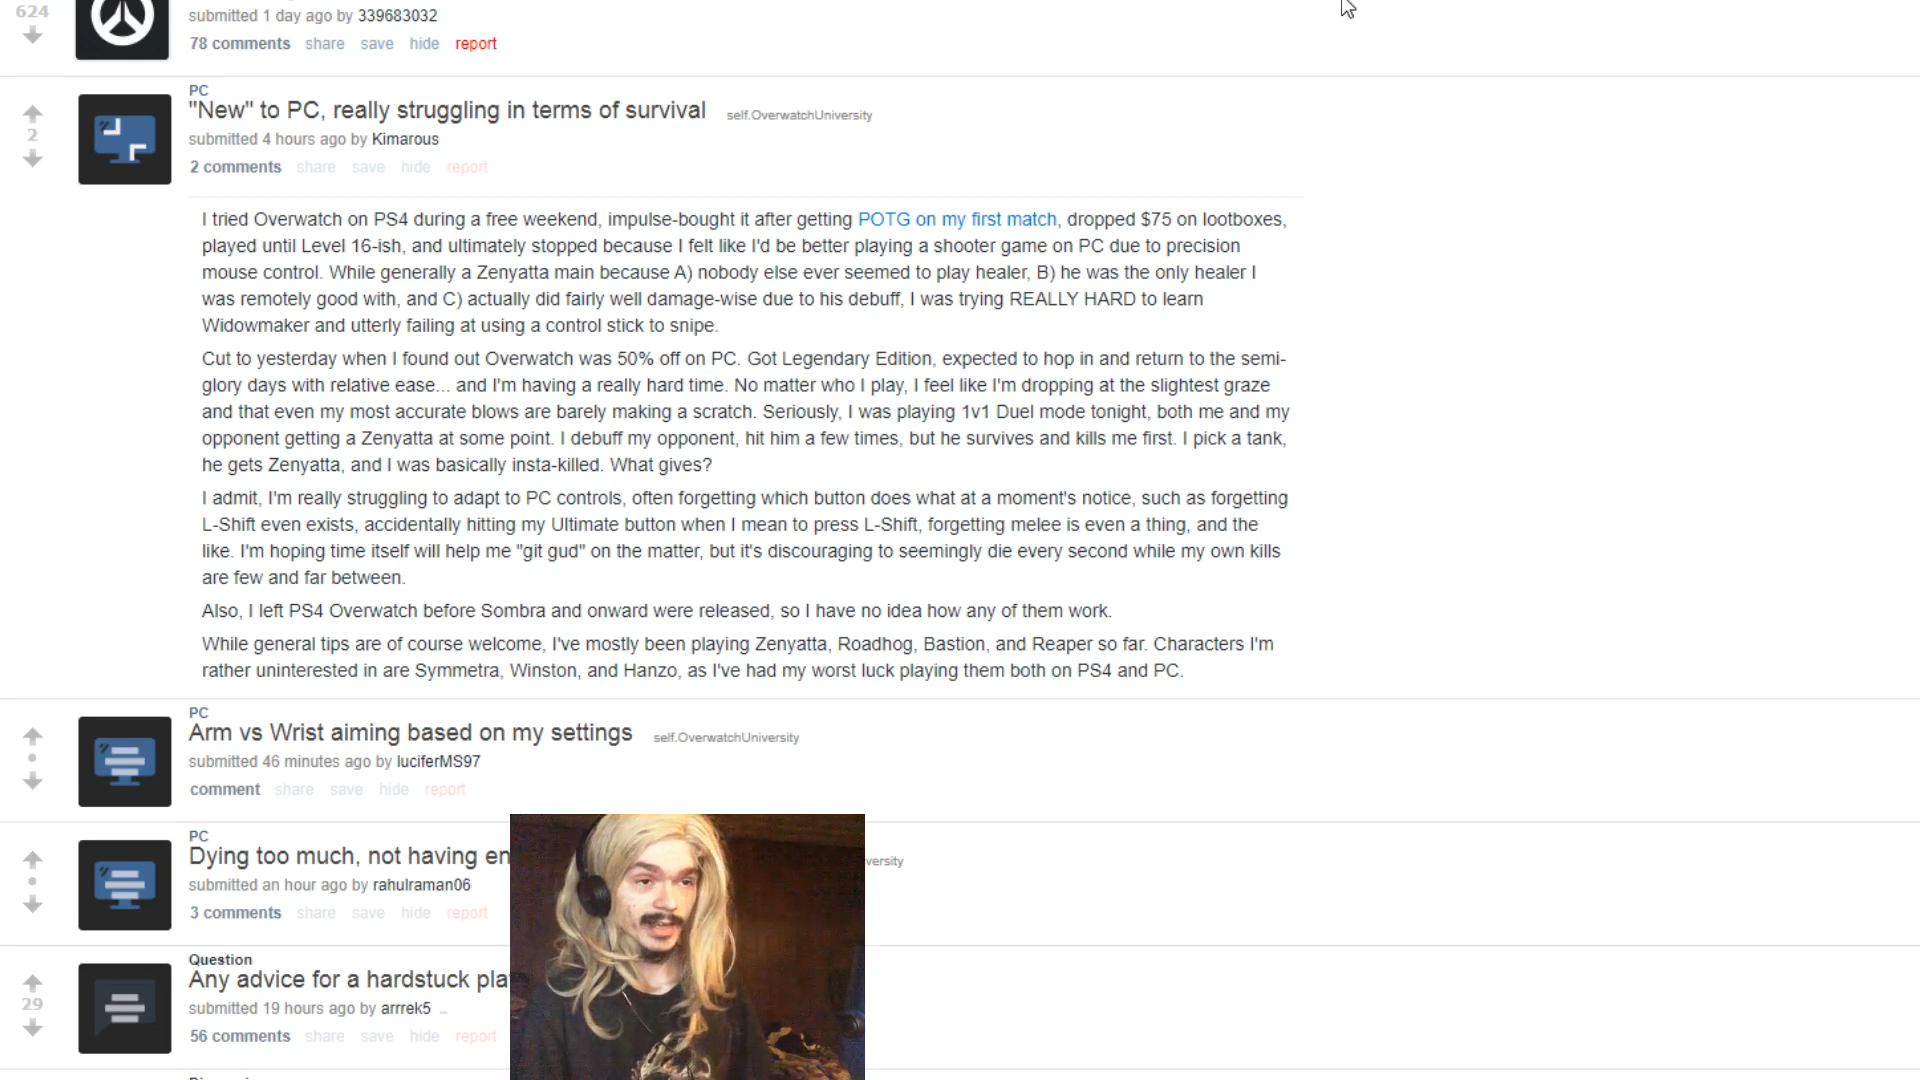 624
submitted 1 day ago by 339683032
78 comments share save hide report
PC
"New" to PC, really struggling in terms of survival self.OverwatchUniversity
2
submitted 4 hours ago by Kimarous
2 comments share save hide report
I tried Overwatch on PS4 during a free weekend, impulse-bought it after getting POTG on my first match, dropped $75 on lootboxes,
played until Level 16-ish, and ultimately stopped because I felt like I'd be better playing a shooter game on PC due to precision
mouse control. While generally a Zenyatta main because A) nobody else ever seemed to play healer, B) he was the only healer I
was remotely good with, and C) actually did fairly well damage-wise due to his debuff, I was trying REALLY HARD to learn
Widowmaker and utterly failing at using a control stick to snipe.
Cut to yesterday when I found out Overwatch was 50% off on PC. Got Legendary Edition, expected to hop in and return to the semi-
glory days with relative ease... and I'm having a really hard time. No matter who I play, I feel like I'm dropping at the slightest graze
and that even my most accurate blows are barely making a scratch. Seriously, I was playing 1v1 Duel mode tonight, both me and my
opponent getting a Zenyatta at some point. I debuff my opponent, hit him a few times, but he survives and kills me first. I pick a tank,
he gets Zenyatta, and I was basically insta-killed. What gives?
I admit, I'm really struggling to adapt to PC controls, often forgetting which button does what at a moment's notice, such as forgetting
L-Shift even exists, accidentally hitting my Ultimate button when I mean to press L-Shift, forgetting melee is even a thing, and the
like. I'm hoping time itself will help me "git gud" on the matter, but it's discouraging to seemingly die every second while my own kills
are few and far between.
Also, I left PS4 Overwatch before Sombra and onward were released, so I have no idea how any of them work.
While general tips are of course welcome, I've mostly been playing Zenyatta, Roadhog, Bastion, and Reaper so far. Characters I'm
rather uninterested in are Symmetra, Winston, and Hanzo, as I've had my worst luck playing them both on PS4 and PC.
PC
Arm vs Wrist aiming based on my settings self.OverwatchUniversity
submitted 46 minutes ago by luciferMS97
comment share save hide report
PC
Dying too much, not having en versity
submitted an hour ago by rahulraman06
3 comments share save hide report
Question
Any advice for a hardstuck pla
29
submitted 19 hours ago by arrrek5
56 comments share save hide report